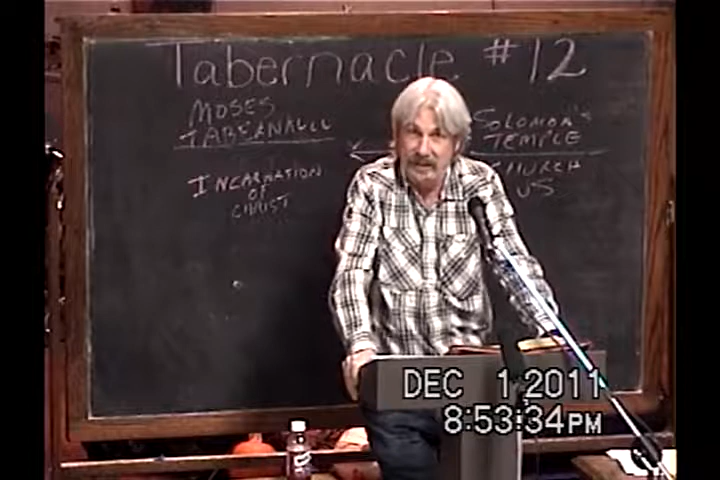 Tabernacle #12
MOSES
TABERNACLE
INCARNATION
OF
CHRIST
SOLOMON'S
TEMPLE
CHURCH
US
DEC 1 2011
8:53:34 PM